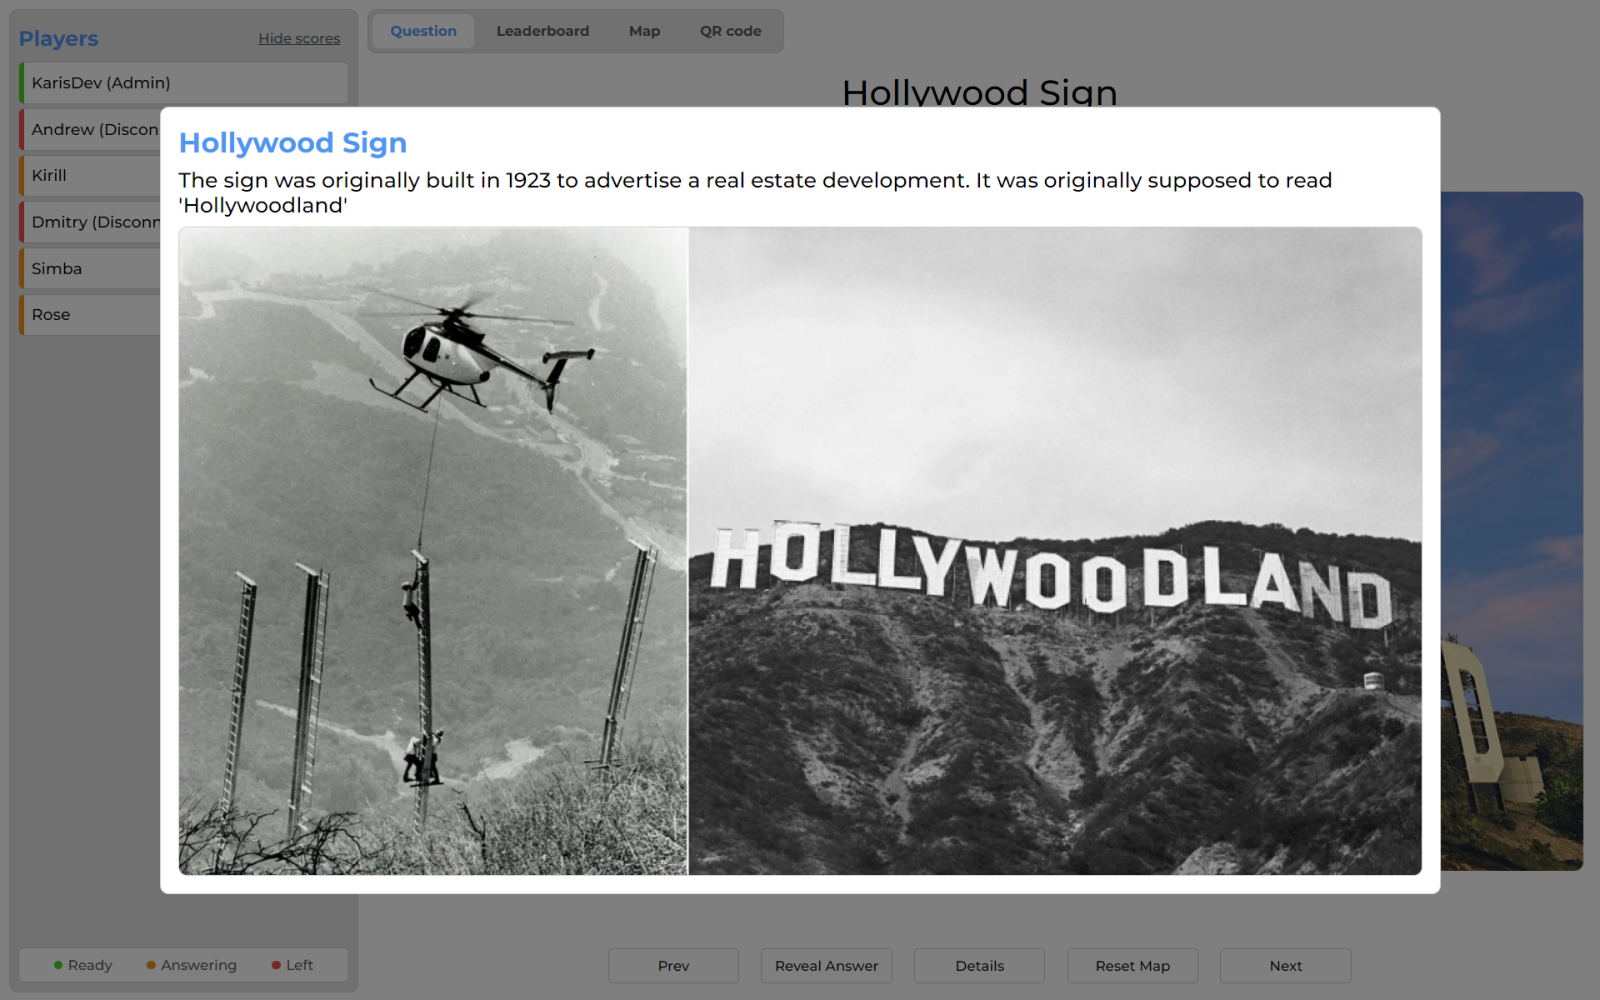 Players
Hide scores
KarisDev (Admin)
Andrew (Discon
Kirill
Dmitry (Disconn
Simba
Rose
Ready
Answering
Left
Question
Leaderboard
Map
QR code
Hollywood Sign
Hollywood Sign
The sign was originally built in 1923 to advertise a real estate development. It was originally supposed to read
'Hollywoodland'
HOLLYWOODLAND
D
Prev
Reveal Answer
Details
Reset Map
Next